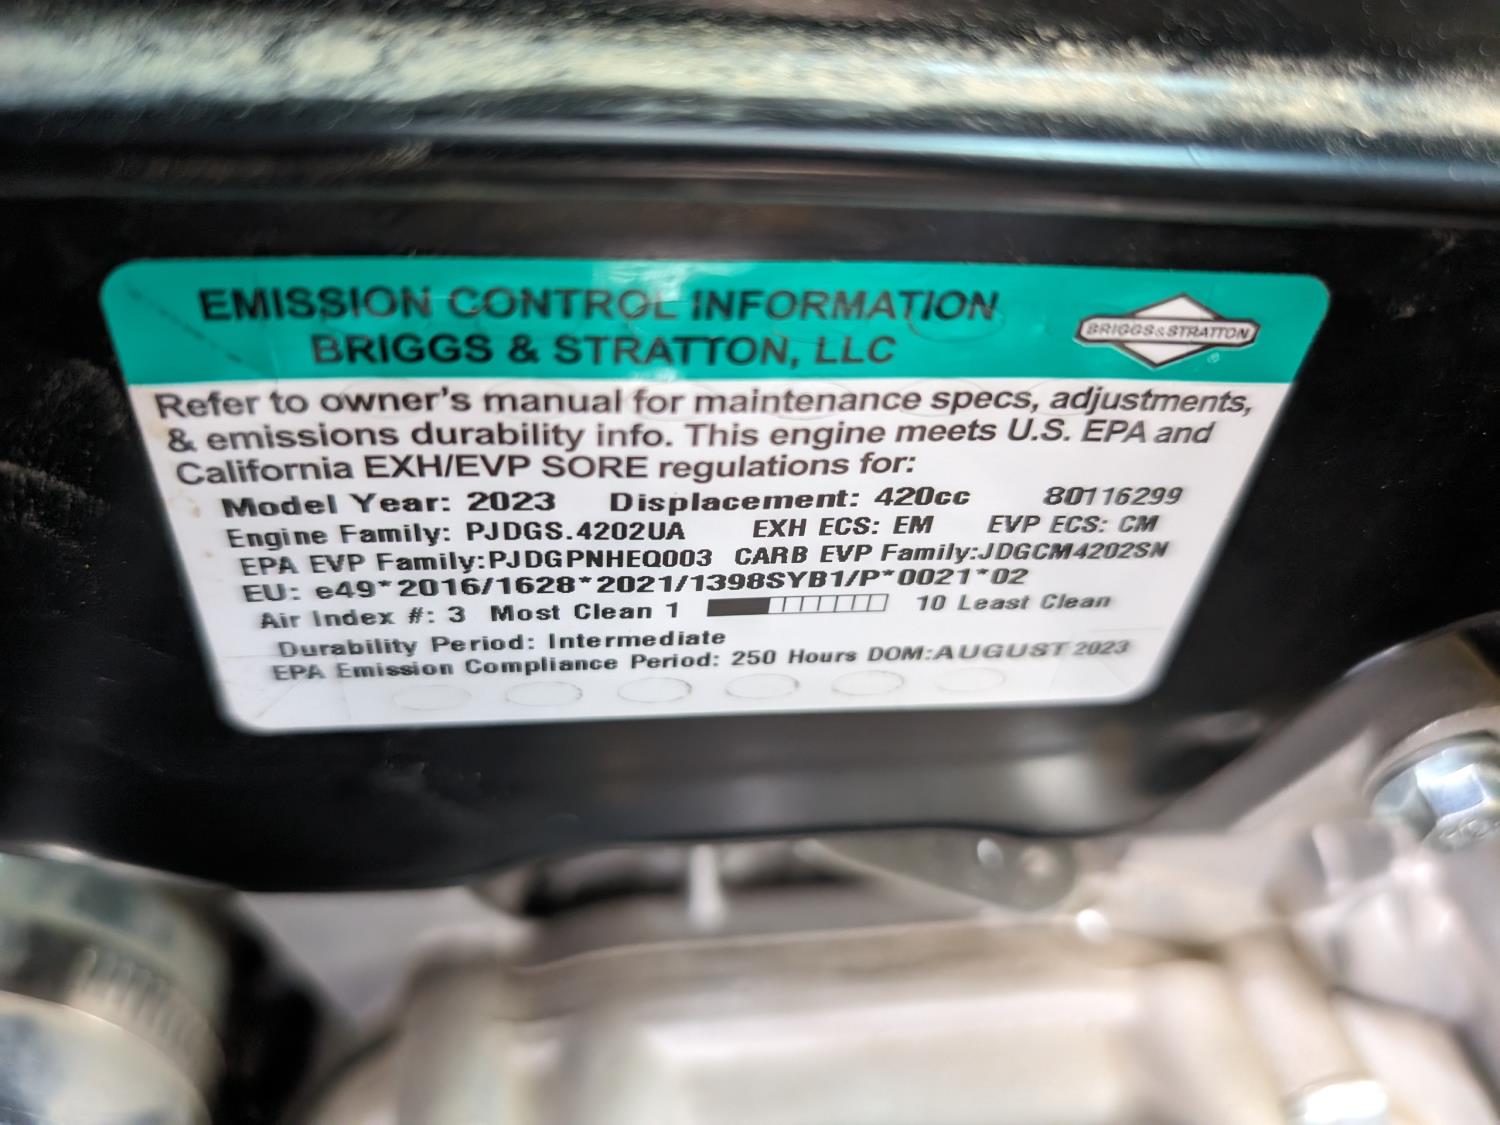 EMISSION CONTROL INFORMATION
BRIGGS & STRATTON, LLC
BRIGGS&STRATTON
®
Refer to owner's manual for maintenance specs, adjustments,
& emissions durability info. This engine meets U.S. EPA and
California EXH/EVP SORE regulations for:
Model Year: 2023 Displacement: 420cc 80116299
Engine Family: PJDGS.4202UA EXH ECS: EM EVP ECS: CM
EPA EVP Family:PJDGPNHEQ003 CARB EVP Family:JDGCM4202SN
EU: e49*2016/1628*2021/1398SYB1/P*0021*02
Air Index #: 3 Most Clean 1 10 Least Clean
Durability Period: Intermediate
EPA Emission Compliance Period: 250 Hours DOM:AUGUST 2023